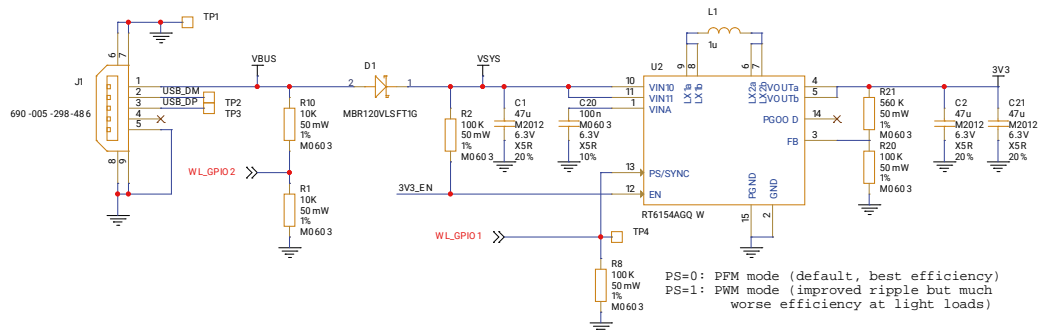 TP1
J1
6
7
1
2
3
4
5
8
9
690-005-298-486
USB_DM
USB_DP
TP2
TP3
VBUS
R10
10K
50mW
1%
M0603
WL_GPIO2
R1
10K
50mW
1%
M0603
D1
2
1
MBR120VLSFT1G
VSYS
R2
100K
50mW
1%
M0603
C1
47u
M2012
6.3V
X5R
20%
C20
100n
M0603
6.3V
X5R
10%
3V3_EN
WL_GPIO1
TP4
R8
100K
50mW
1%
M0603
L1
1u
U2
9
8
6
7
LX1a
LX1b
LX2a
LX2b
10
VIN10
11
VIN11
1
VINA
13
PS/SYNC
12
EN
VOUTa
4
VOUTb
5
PGOOD
14
FB
3
PGND
GND
15
2
RT6154AGQW
R21
560K
50mW
1%
M0603
R20
100K
50mW
1%
M0603
3V3
C2
47u
M2012
6.3V
X5R
20%
C21
47u
M2012
6.3V
X5R
20%
PS=0: PFM mode (default, best efficiency)
PS=1: PWM mode (improved ripple but much
worse efficiency at light loads)